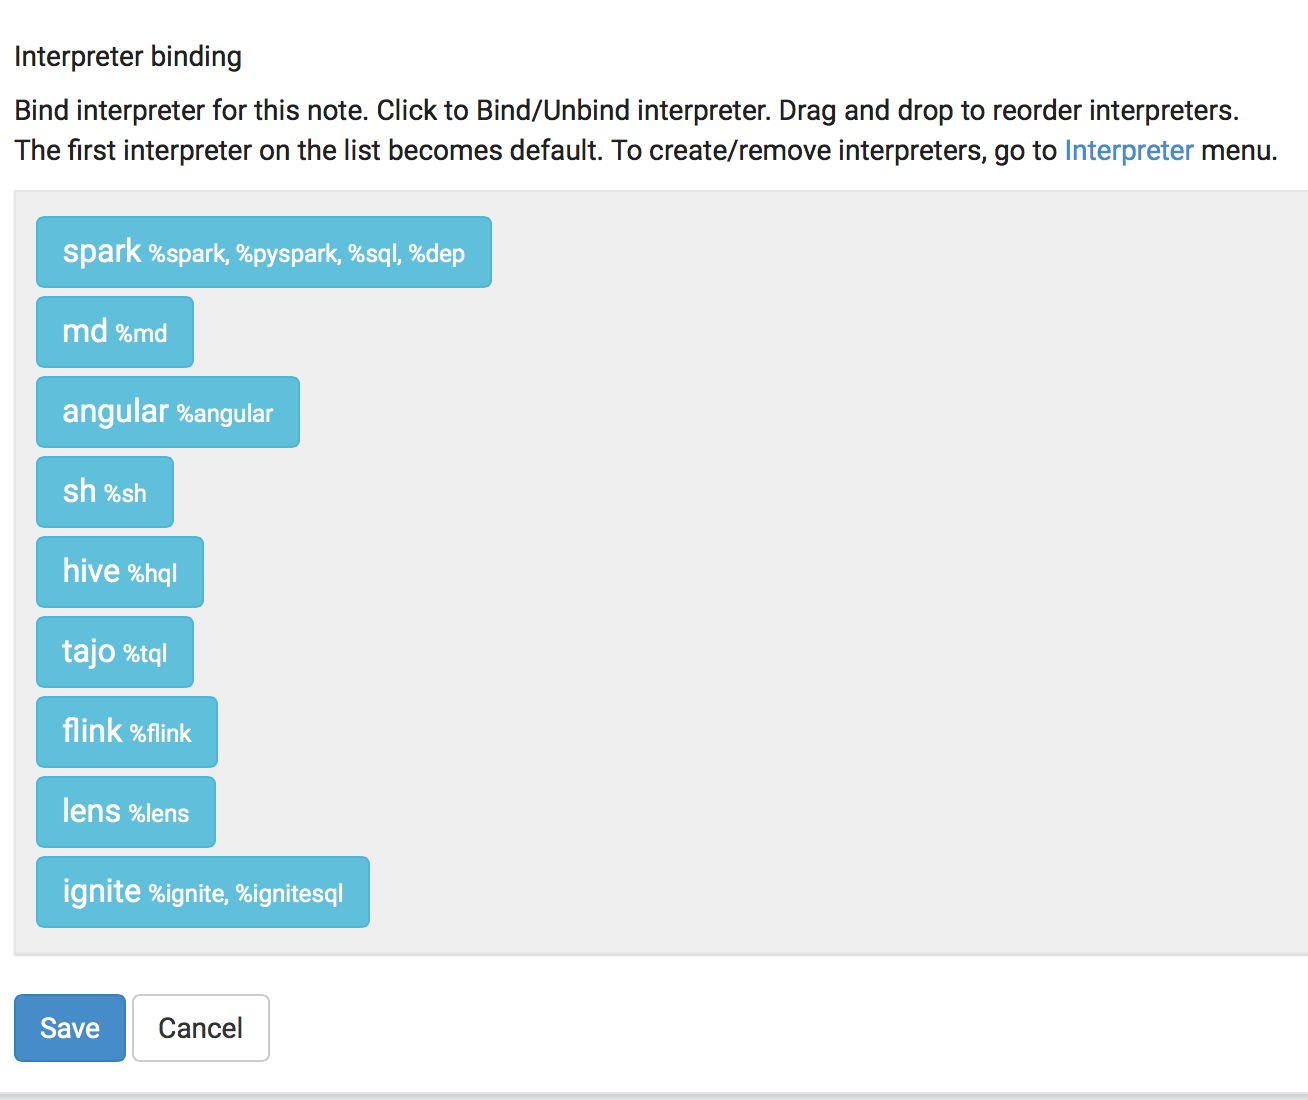 Interpreter binding
Bind interpreter for this note. Click to Bind/Unbind interpreter. Drag and drop to reorder interpreters.
The first interpreter on the list becomes default. To create/remove interpreters, go to Interpreter menu.
spark %spark, %pyspark, %sql, %dep
md %md
angular %angular
sh %sh
hive %hql
tajo %tql
flink %flink
lens %lens
ignite %ignite, %ignitesql
Save Cancel